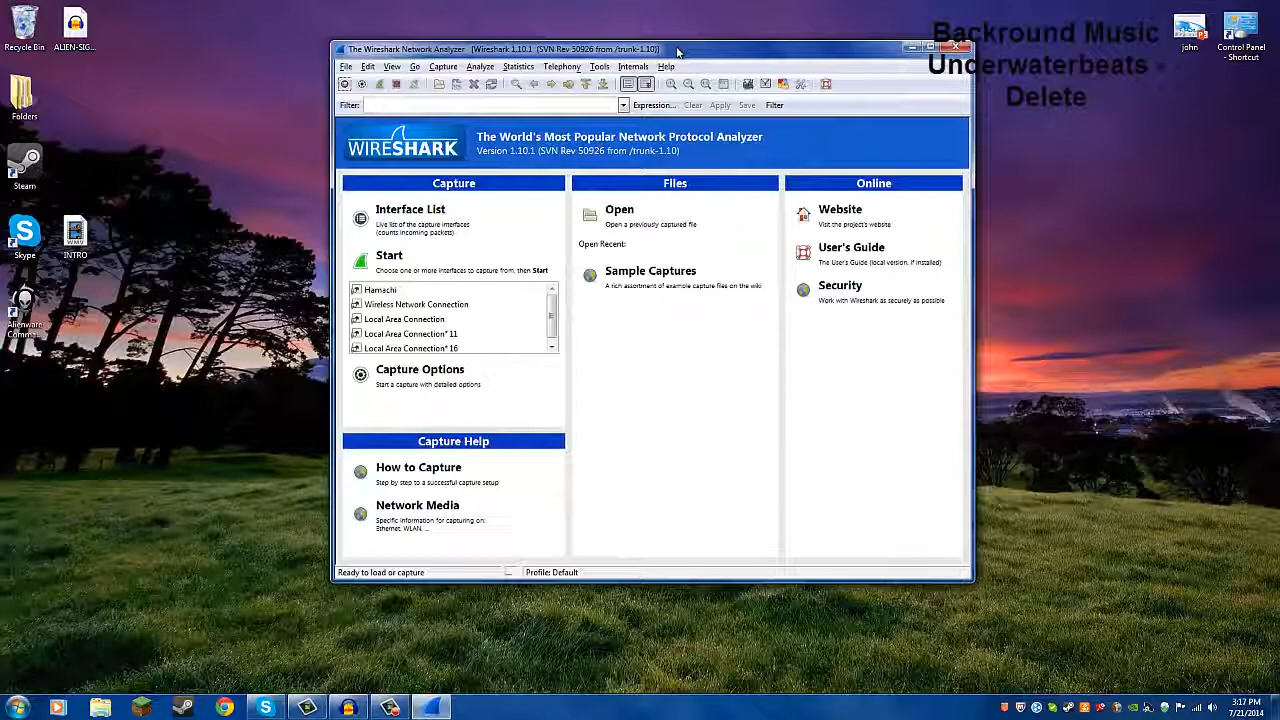 Recycle Bin
ALIEN-SIG...
Folders
Steam
Skype
INTRO
WMV
Alienware
Comma...
john
Control Panel
- Shortcut
Backround Music
Underwaterbeats -
Delete
The Wireshark Network Analyzer [Wireshark 1.10.1 (SVN Rev 50926 from /trunk-1.10)]
File Edit View Go Capture Analyze Statistics Telephony Tools Internals Help
Filter: Expression... Clear Apply Save Filter
WIRESHARK
The World's Most Popular Network Protocol Analyzer
Version 1.10.1 (SVN Rev 50926 from /trunk-1.10)
Capture
Interface List
Live list of the capture interfaces
(counts incoming packets)
Start
Choose one or more interfaces to capture from, then Start
Hamachi
Wireless Network Connection
Local Area Connection
Local Area Connection* 11
Local Area Connection* 16
Capture Options
Start a capture with detailed options
Capture Help
How to Capture
Step by step to a successful capture setup
Network Media
Specific information for capturing on:
Ethernet, WLAN, ...
Files
Open
Open a previously captured file
Open Recent:
Sample Captures
A rich assortment of example capture files on the wiki
Online
Website
Visit the project's website
User's Guide
The User's Guide (local version, if installed)
Security
Work with Wireshark as securely as possible
Ready to load or capture
Profile: Default
3:17 PM
7/21/2014